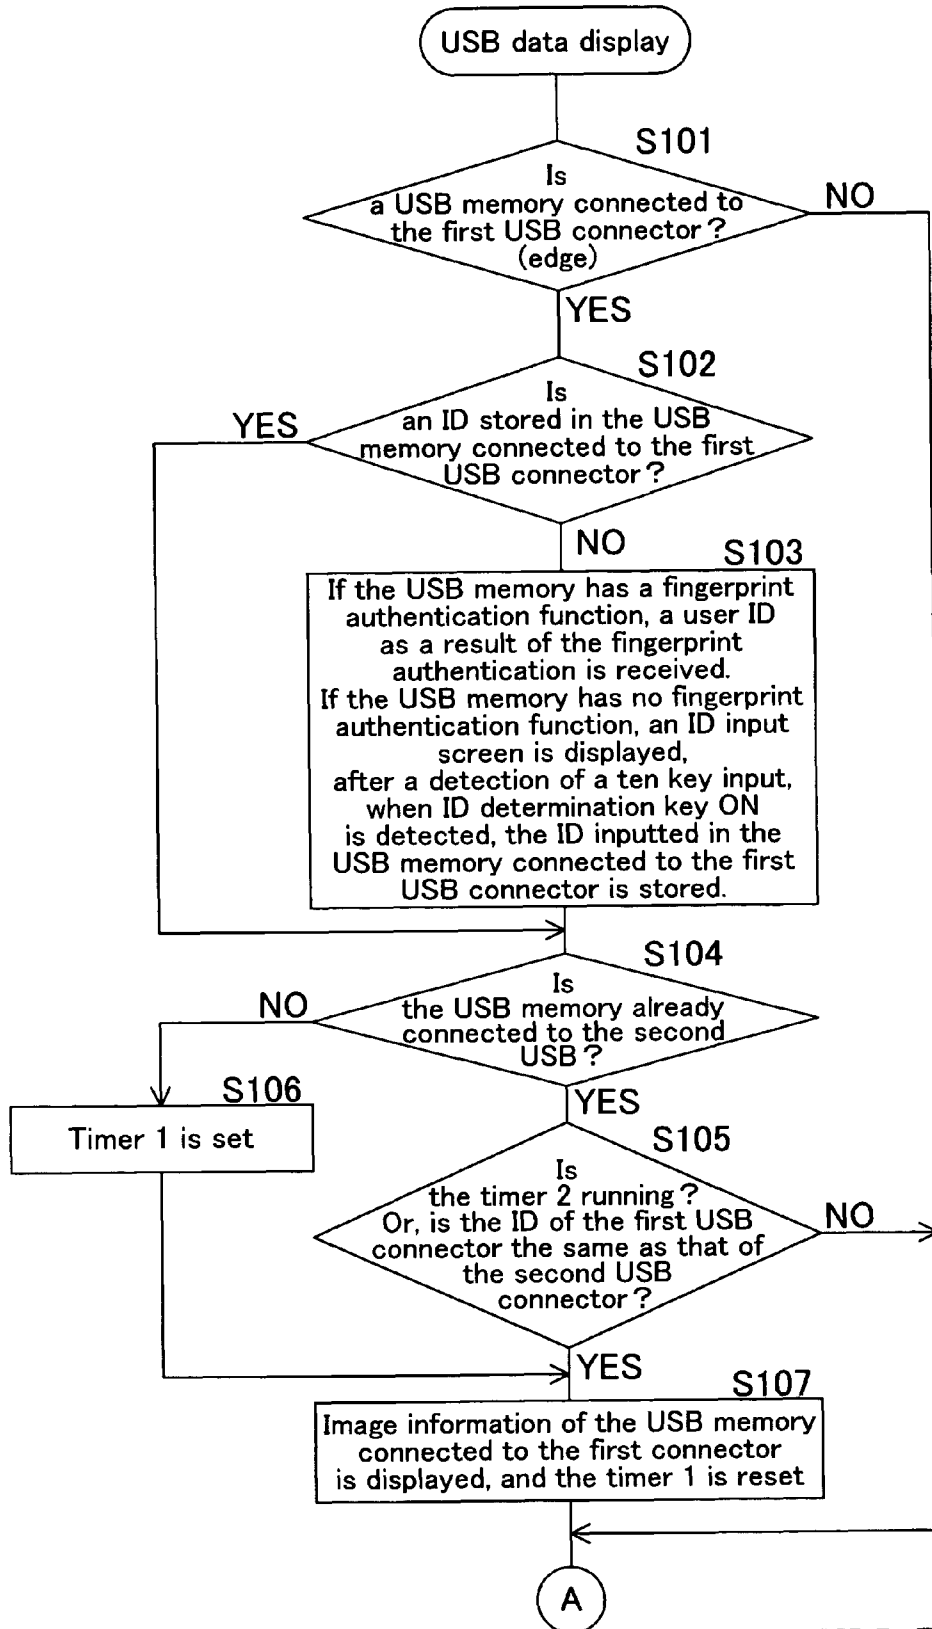 USB data display
S101
Is
a USB memory connected to
the first USB connector?
(edge)
NO
YES
S102
Is
an ID stored in the USB
memory connected to the first
USB connector?
YES
NO
S103
If the USB memory has a fingerprint
authentication function, a user ID
as a result of the fingerprint
authentication is received.
If the USB memory has no fingerprint
authentication function, an ID input
screen is displayed,
after a detection of a ten key input,
when ID determination key ON
is detected, the ID inputted in the
USB memory connected to the first
USB connector is stored.
S104
Is
the USB memory already
connected to the second
USB?
NO
YES
S106
Timer 1 is set
S105
Is
the timer 2 running?
Or, is the ID of the first USB
connector the same as that of
the second USB
connector?
NO
YES
S107
Image information of the USB memory
connected to the first connector
is displayed, and the timer 1 is reset
A